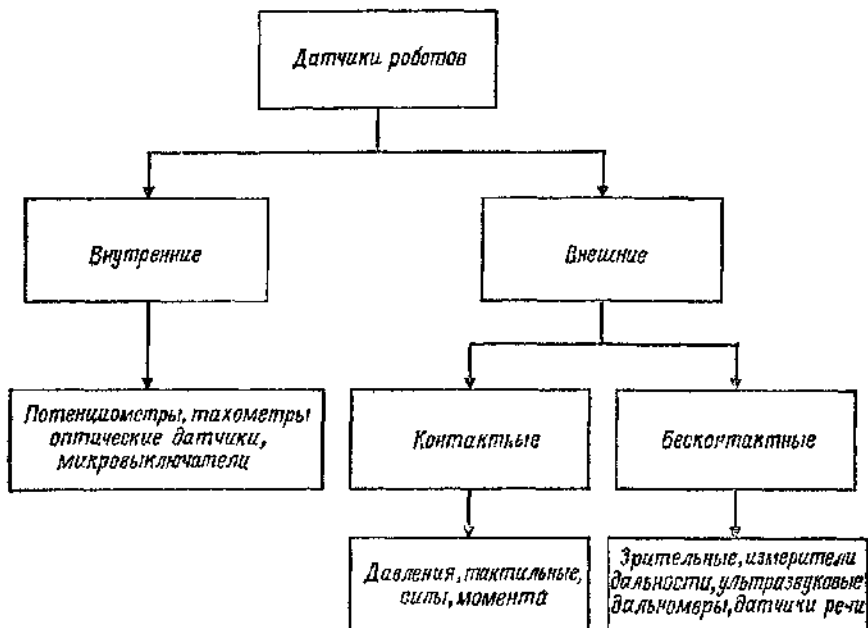 Датчики роботов
Внутренние
Внешние
Потенциометры, тахометры
оптические датчики,
микровыключатели
Контактные
Бесконтактные
Давления, тактильные,
силы, момента
Зрительные, измерители
дальности, ультразвуковые
дальномеры, датчики речи